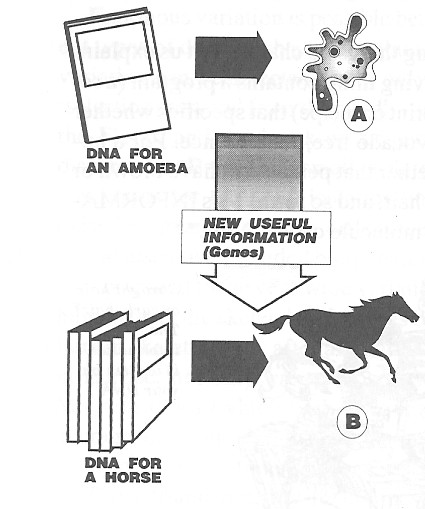 A
DNA FOR
AN AMOEBA
NEW USEFUL
INFORMATION
(Genes)
B
DNA FOR
A HORSE